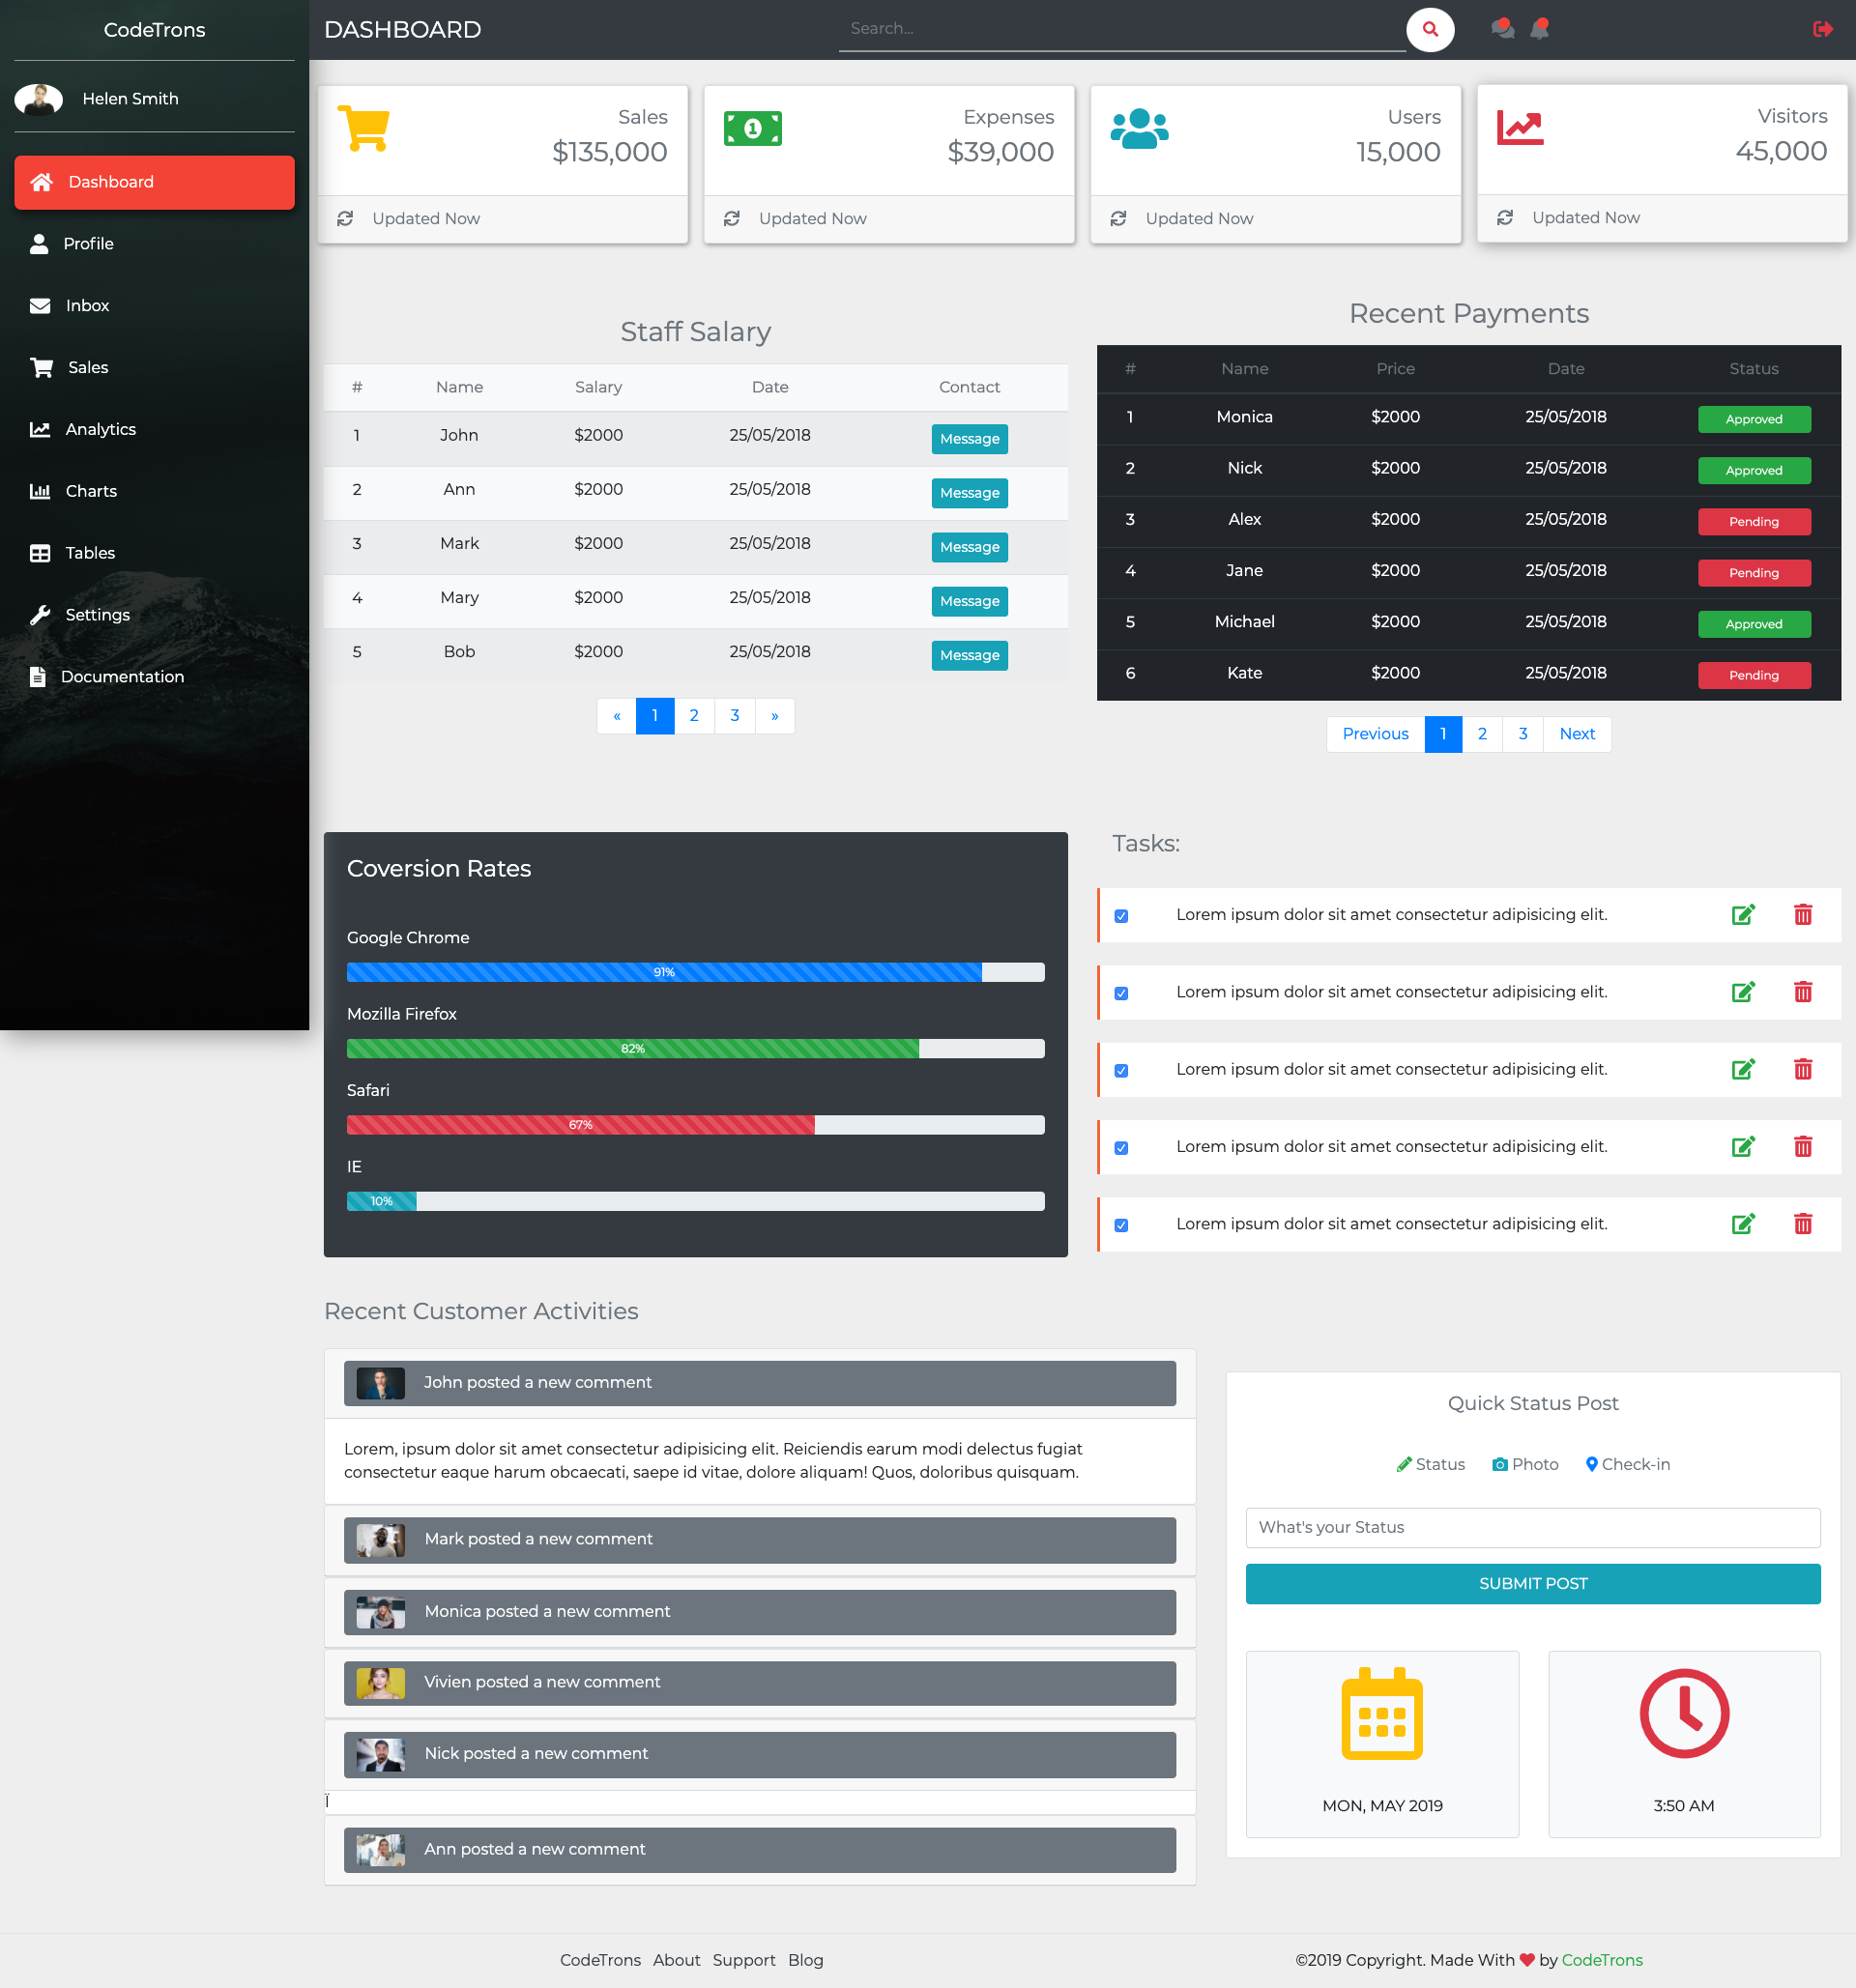 CodeTrons
Helen Smith
Dashboard
Profile
Inbox
Sales
Analytics
Charts
Tables
Settings
Documentation
DASHBOARD
Search...
Sales
$135,000
Updated Now
Expenses
$39,000
Updated Now
Users
15,000
Updated Now
Visitors
45,000
Updated Now
Staff Salary
# Name Salary Date Contact
1 John $2000 25/05/2018 Message
2 Ann $2000 25/05/2018 Message
3 Mark $2000 25/05/2018 Message
4 Mary $2000 25/05/2018 Message
5 Bob $2000 25/05/2018 Message
« 1 2 3 »
Recent Payments
# Name Price Date Status
1 Monica $2000 25/05/2018 Approved
2 Nick $2000 25/05/2018 Approved
3 Alex $2000 25/05/2018 Pending
4 Jane $2000 25/05/2018 Pending
5 Michael $2000 25/05/2018 Approved
6 Kate $2000 25/05/2018 Pending
Previous 1 2 3 Next
Coversion Rates
Google Chrome
91%
Mozilla Firefox
82%
Safari
67%
IE
10%
Tasks:
Lorem ipsum dolor sit amet consectetur adipisicing elit.
Lorem ipsum dolor sit amet consectetur adipisicing elit.
Lorem ipsum dolor sit amet consectetur adipisicing elit.
Lorem ipsum dolor sit amet consectetur adipisicing elit.
Lorem ipsum dolor sit amet consectetur adipisicing elit.
Recent Customer Activities
John posted a new comment
Lorem, ipsum dolor sit amet consectetur adipisicing elit. Reiciendis earum modi delectus fugiat
consectetur eaque harum obcaecati, saepe id vitae, dolore aliquam! Quos, doloribus quisquam.
Mark posted a new comment
Monica posted a new comment
Vivien posted a new comment
Nick posted a new comment
Ï
Ann posted a new comment
Quick Status Post
Status Photo Check-in
What's your Status
SUBMIT POST
MON, MAY 2019
3:50 AM
CodeTrons About Support Blog
©2019 Copyright. Made With ❤ by CodeTrons